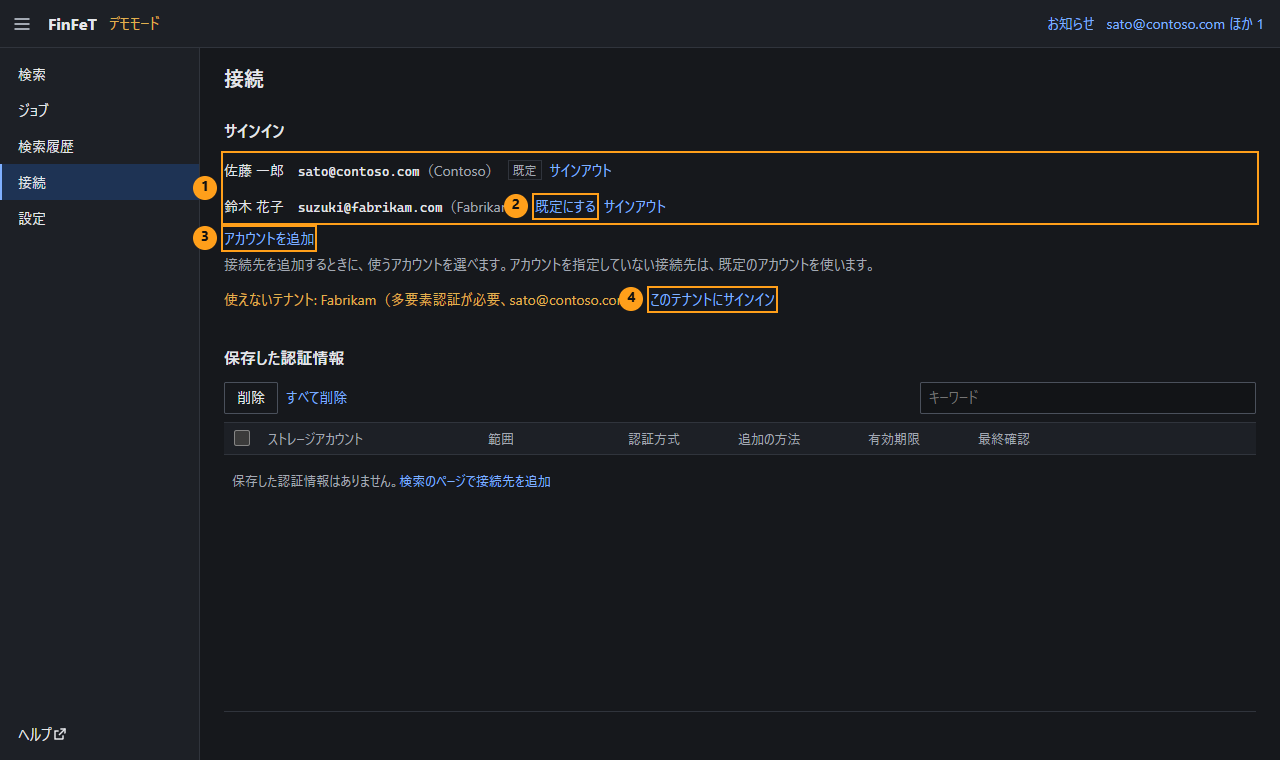 FinFeT デモモード お知らせ sato@contoso.com ほか 1
検索
ジョブ
検索履歴
接続
設定
ヘルプ
接続
サインイン
1
佐藤 一郎 sato@contoso.com（Contoso） 既定 サインアウト
鈴木 花子 suzuki@fabrikam.com 2 既定にする サインアウト
3 アカウントを追加
接続先を追加するときに、使うアカウントを選べます。アカウントを指定していない接続先は、既定のアカウントを使います。
使えないテナント: Fabrikam（多要素認証が必要、 4 このテナントにサインイン
保存した認証情報
削除 すべて削除 キーワード
ストレージアカウント 範囲 認証方式 追加の方法 有効期限 最終確認
保存した認証情報はありません。検索のページで接続先を追加